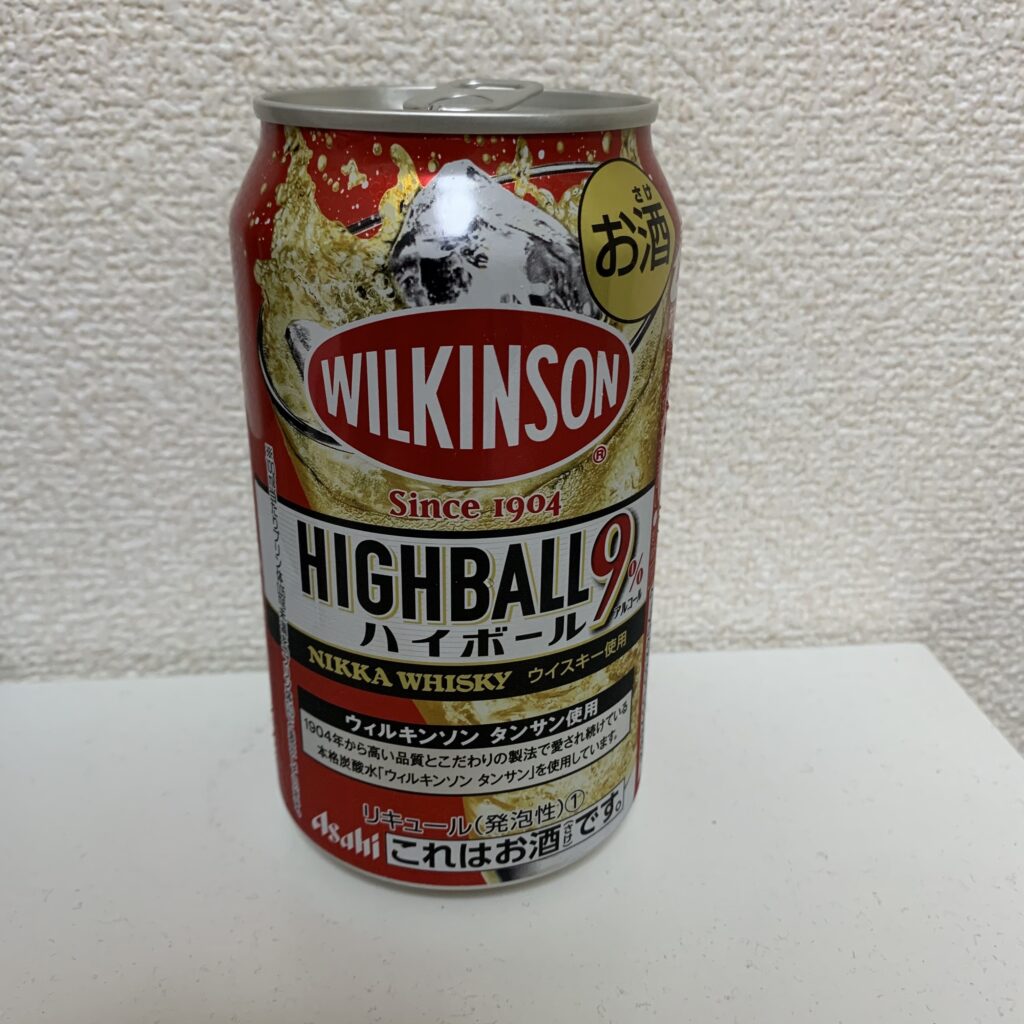 さけ
お酒
WILKINSON
®
Since 1904
HIGHBALL 9%
アルコール
ハイボール
NIKKA WHISKY ウイスキー使用
ウィルキンソン タンサン使用
1904年から高い品質とこだわりの製法で愛され続けている
本格炭酸水「ウィルキンソン タンサン」を使用しています。
リキュール(発泡性)①
Asahi これはお酒です。
さけ